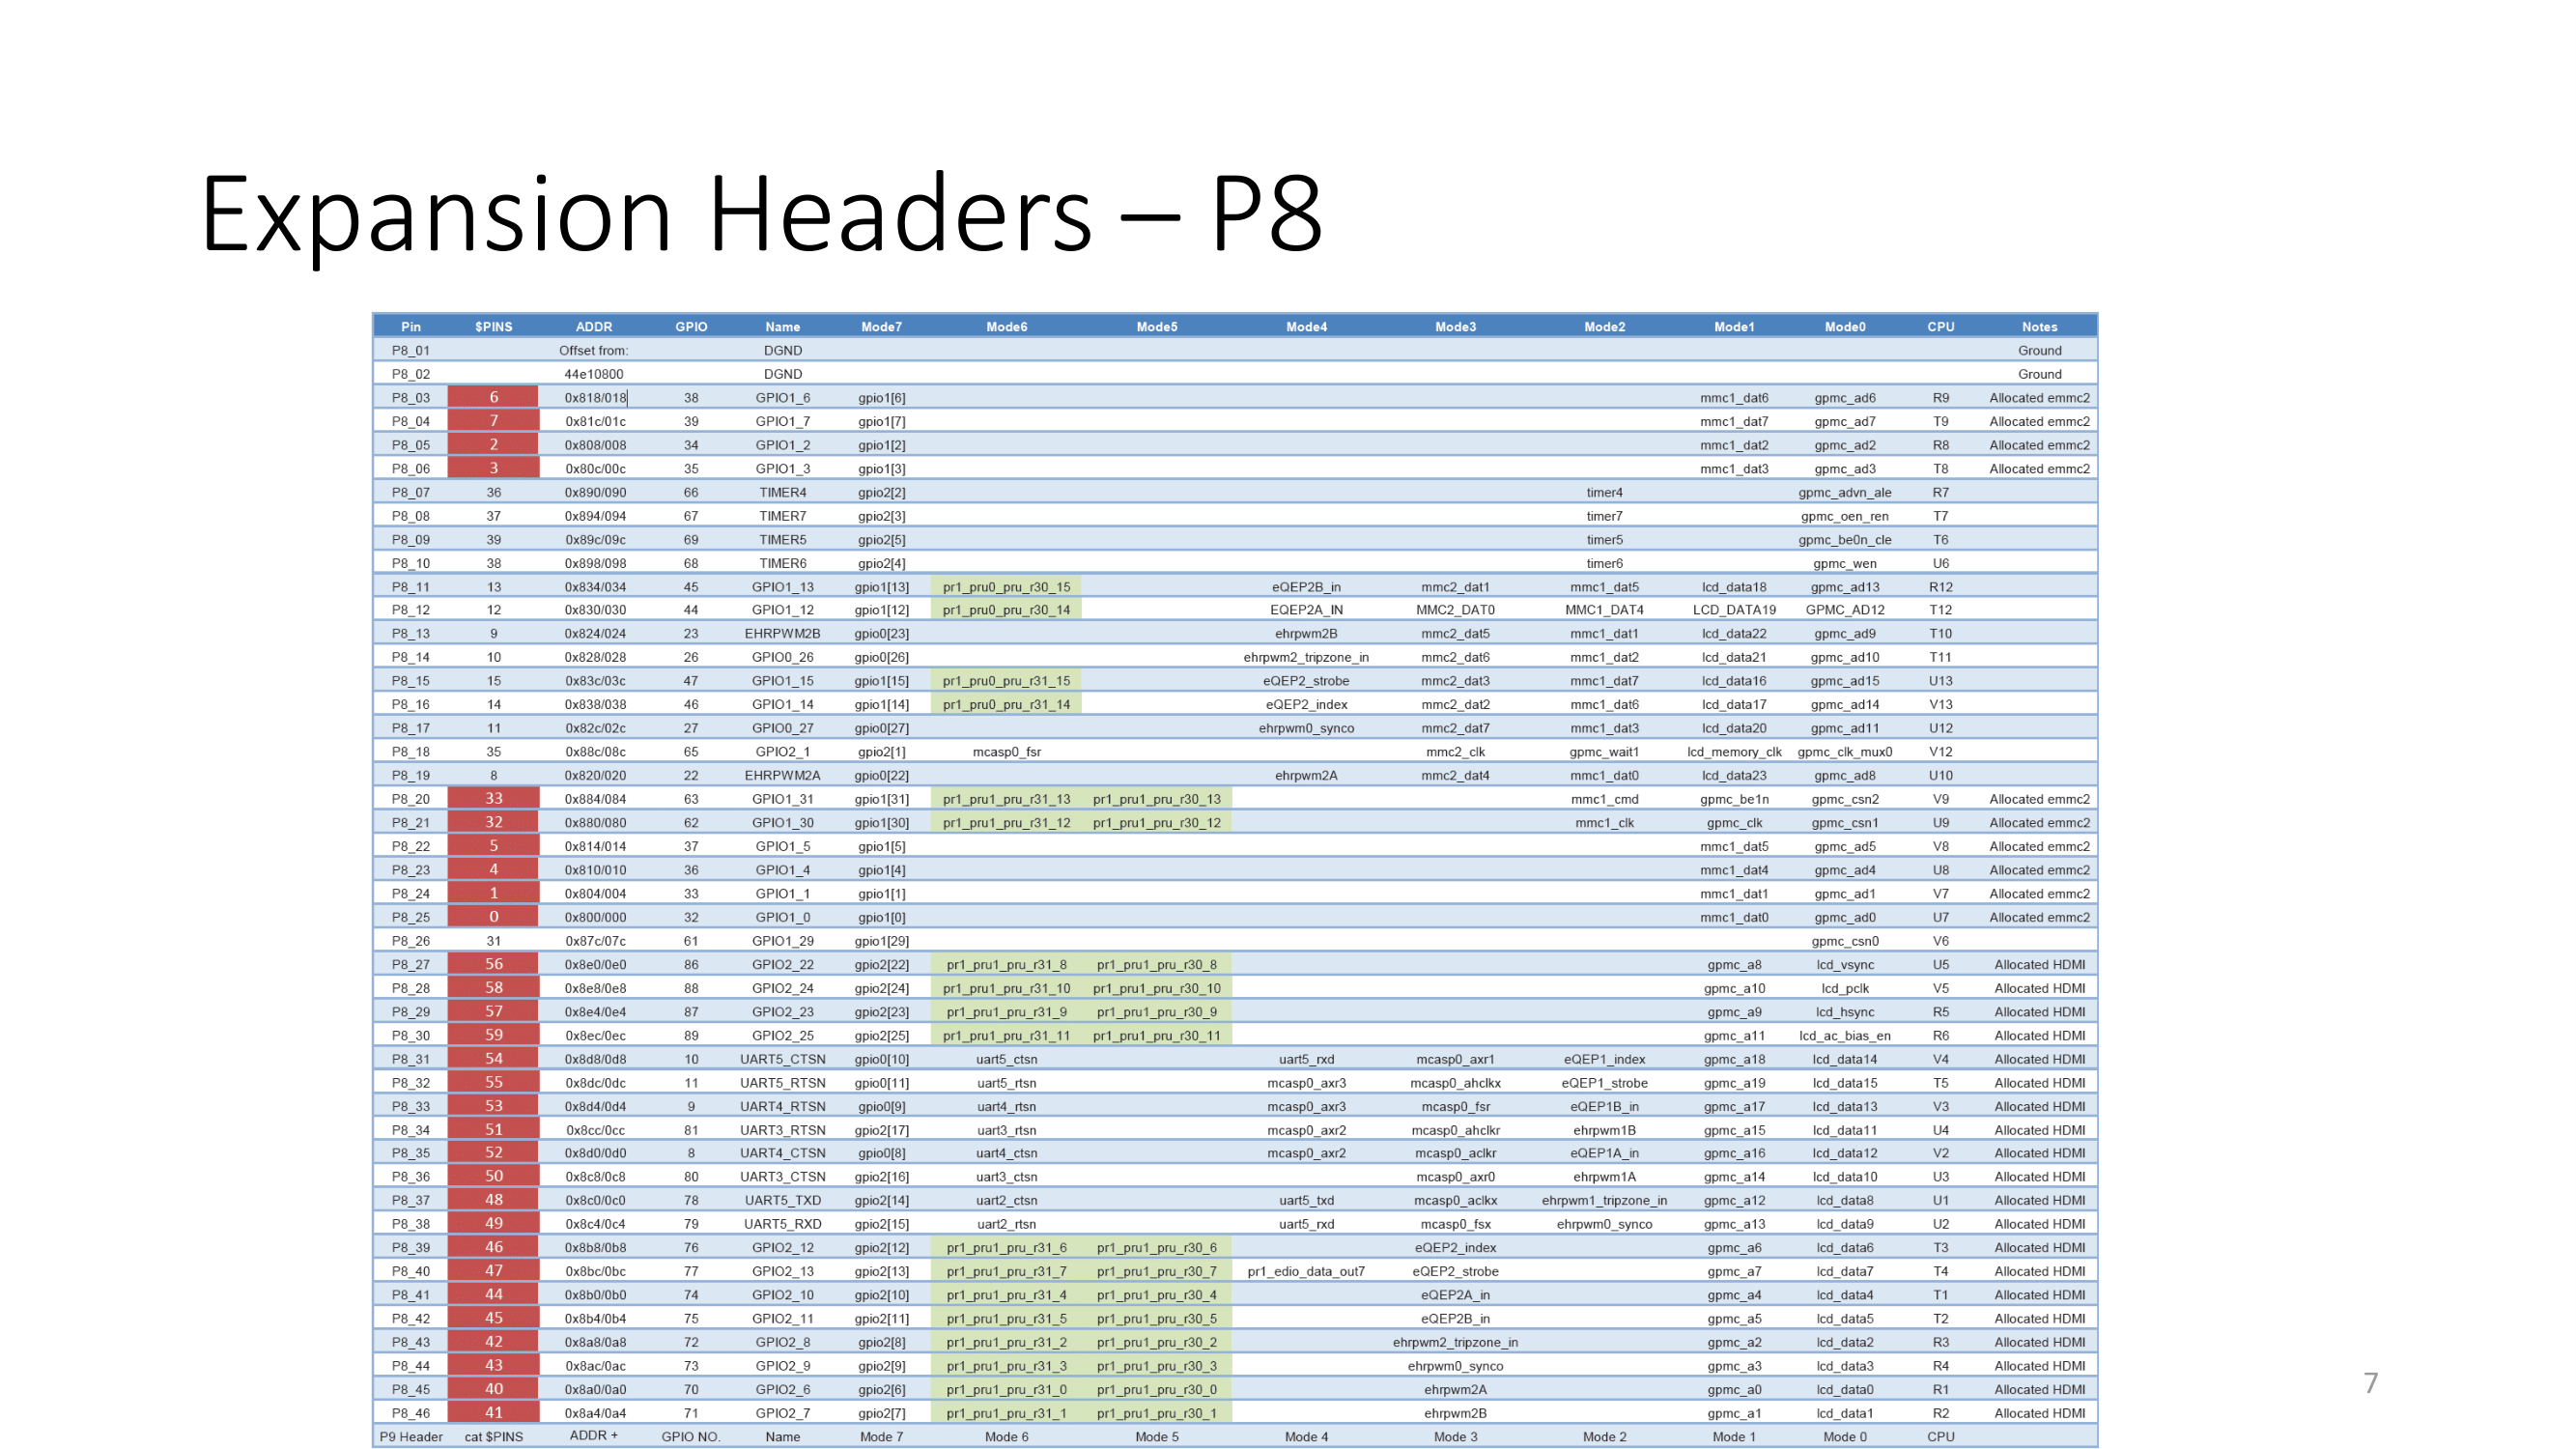 Expansion Headers – P8
Pin $PINS ADDR GPIO Name Mode7 Mode6 Mode5 Mode4 Mode3 Mode2 Mode1 Mode0 CPU Notes
P8_01 Offset from: DGND Ground
P8_02 44e10800 DGND Ground
P8_03 6 0x818/018 38 GPIO1_6 gpio1[6] mmc1_dat6 gpmc_ad6 R9 Allocated emmc2
P8_04 7 0x81c/01c 39 GPIO1_7 gpio1[7] mmc1_dat7 gpmc_ad7 T9 Allocated emmc2
P8_05 2 0x808/008 34 GPIO1_2 gpio1[2] mmc1_dat2 gpmc_ad2 R8 Allocated emmc2
P8_06 3 0x80c/00c 35 GPIO1_3 gpio1[3] mmc1_dat3 gpmc_ad3 T8 Allocated emmc2
P8_07 36 0x890/090 66 TIMER4 gpio2[2] timer4 gpmc_advn_ale R7
P8_08 37 0x894/094 67 TIMER7 gpio2[3] timer7 gpmc_oen_ren T7
P8_09 39 0x89c/09c 69 TIMER5 gpio2[5] timer5 gpmc_be0n_cle T6
P8_10 38 0x898/098 68 TIMER6 gpio2[4] timer6 gpmc_wen U6
P8_11 13 0x834/034 45 GPIO1_13 gpio1[13] pr1_pru0_pru_r30_15 eQEP2B_in mmc2_dat1 mmc1_dat5 lcd_data18 gpmc_ad13 R12
P8_12 12 0x830/030 44 GPIO1_12 gpio1[12] pr1_pru0_pru_r30_14 EQEP2A_IN MMC2_DAT0 MMC1_DAT4 LCD_DATA19 GPMC_AD12 T12
P8_13 9 0x824/024 23 EHRPWM2B gpio0[23] ehrpwm2B mmc2_dat5 mmc1_dat1 lcd_data22 gpmc_ad9 T10
P8_14 10 0x828/028 26 GPIO0_26 gpio0[26] ehrpwm2_tripzone_in mmc2_dat6 mmc1_dat2 lcd_data21 gpmc_ad10 T11
P8_15 15 0x83c/03c 47 GPIO1_15 gpio1[15] pr1_pru0_pru_r31_15 eQEP2_strobe mmc2_dat3 mmc1_dat7 lcd_data16 gpmc_ad15 U13
P8_16 14 0x838/038 46 GPIO1_14 gpio1[14] pr1_pru0_pru_r31_14 eQEP2_index mmc2_dat2 mmc1_dat6 lcd_data17 gpmc_ad14 V13
P8_17 11 0x82c/02c 27 GPIO0_27 gpio0[27] ehrpwm0_synco mmc2_dat7 mmc1_dat3 lcd_data20 gpmc_ad11 U12
P8_18 35 0x88c/08c 65 GPIO2_1 gpio2[1] mcasp0_fsr mmc2_clk gpmc_wait1 lcd_memory_clk gpmc_clk_mux0 V12
P8_19 8 0x820/020 22 EHRPWM2A gpio0[22] ehrpwm2A mmc2_dat4 mmc1_dat0 lcd_data23 gpmc_ad8 U10
P8_20 33 0x884/084 63 GPIO1_31 gpio1[31] pr1_pru1_pru_r31_13 pr1_pru1_pru_r30_13 mmc1_cmd gpmc_be1n gpmc_csn2 V9 Allocated emmc2
P8_21 32 0x880/080 62 GPIO1_30 gpio1[30] pr1_pru1_pru_r31_12 pr1_pru1_pru_r30_12 mmc1_clk gpmc_clk gpmc_csn1 U9 Allocated emmc2
P8_22 5 0x814/014 37 GPIO1_5 gpio1[5] mmc1_dat5 gpmc_ad5 V8 Allocated emmc2
P8_23 4 0x810/010 36 GPIO1_4 gpio1[4] mmc1_dat4 gpmc_ad4 U8 Allocated emmc2
P8_24 1 0x804/004 33 GPIO1_1 gpio1[1] mmc1_dat1 gpmc_ad1 V7 Allocated emmc2
P8_25 0 0x800/000 32 GPIO1_0 gpio1[0] mmc1_dat0 gpmc_ad0 U7 Allocated emmc2
P8_26 31 0x87c/07c 61 GPIO1_29 gpio1[29] gpmc_csn0 V6
P8_27 56 0x8e0/0e0 86 GPIO2_22 gpio2[22] pr1_pru1_pru_r31_8 pr1_pru1_pru_r30_8 gpmc_a8 lcd_vsync U5 Allocated HDMI
P8_28 58 0x8e8/0e8 88 GPIO2_24 gpio2[24] pr1_pru1_pru_r31_10 pr1_pru1_pru_r30_10 gpmc_a10 lcd_pclk V5 Allocated HDMI
P8_29 57 0x8e4/0e4 87 GPIO2_23 gpio2[23] pr1_pru1_pru_r31_9 pr1_pru1_pru_r30_9 gpmc_a9 lcd_hsync R5 Allocated HDMI
P8_30 59 0x8ec/0ec 89 GPIO2_25 gpio2[25] pr1_pru1_pru_r31_11 pr1_pru1_pru_r30_11 gpmc_a11 lcd_ac_bias_en R6 Allocated HDMI
P8_31 54 0x8d8/0d8 10 UART5_CTSN gpio0[10] uart5_ctsn uart5_rxd mcasp0_axr1 eQEP1_index gpmc_a18 lcd_data14 V4 Allocated HDMI
P8_32 55 0x8dc/0dc 11 UART5_RTSN gpio0[11] uart5_rtsn mcasp0_axr3 mcasp0_ahclkx eQEP1_strobe gpmc_a19 lcd_data15 T5 Allocated HDMI
P8_33 53 0x8d4/0d4 9 UART4_RTSN gpio0[9] uart4_rtsn mcasp0_axr3 mcasp0_fsr eQEP1B_in gpmc_a17 lcd_data13 V3 Allocated HDMI
P8_34 51 0x8cc/0cc 81 UART3_RTSN gpio2[17] uart3_rtsn mcasp0_axr2 mcasp0_ahclkr ehrpwm1B gpmc_a15 lcd_data11 U4 Allocated HDMI
P8_35 52 0x8d0/0d0 8 UART4_CTSN gpio0[8] uart4_ctsn mcasp0_axr2 mcasp0_aclkr eQEP1A_in gpmc_a16 lcd_data12 V2 Allocated HDMI
P8_36 50 0x8c8/0c8 80 UART3_CTSN gpio2[16] uart3_ctsn mcasp0_axr0 ehrpwm1A gpmc_a14 lcd_data10 U3 Allocated HDMI
P8_37 48 0x8c0/0c0 78 UART5_TXD gpio2[14] uart2_ctsn uart5_txd mcasp0_aclkx ehrpwm1_tripzone_in gpmc_a12 lcd_data8 U1 Allocated HDMI
P8_38 49 0x8c4/0c4 79 UART5_RXD gpio2[15] uart2_rtsn uart5_rxd mcasp0_fsx ehrpwm0_synco gpmc_a13 lcd_data9 U2 Allocated HDMI
P8_39 46 0x8b8/0b8 76 GPIO2_12 gpio2[12] pr1_pru1_pru_r31_6 pr1_pru1_pru_r30_6 eQEP2_index gpmc_a6 lcd_data6 T3 Allocated HDMI
P8_40 47 0x8bc/0bc 77 GPIO2_13 gpio2[13] pr1_pru1_pru_r31_7 pr1_pru1_pru_r30_7 pr1_edio_data_out7 eQEP2_strobe gpmc_a7 lcd_data7 T4 Allocated HDMI
P8_41 44 0x8b0/0b0 74 GPIO2_10 gpio2[10] pr1_pru1_pru_r31_4 pr1_pru1_pru_r30_4 eQEP2A_in gpmc_a4 lcd_data4 T1 Allocated HDMI
P8_42 45 0x8b4/0b4 75 GPIO2_11 gpio2[11] pr1_pru1_pru_r31_5 pr1_pru1_pru_r30_5 eQEP2B_in gpmc_a5 lcd_data5 T2 Allocated HDMI
P8_43 42 0x8a8/0a8 72 GPIO2_8 gpio2[8] pr1_pru1_pru_r31_2 pr1_pru1_pru_r30_2 ehrpwm2_tripzone_in gpmc_a2 lcd_data2 R3 Allocated HDMI
P8_44 43 0x8ac/0ac 73 GPIO2_9 gpio2[9] pr1_pru1_pru_r31_3 pr1_pru1_pru_r30_3 ehrpwm0_synco gpmc_a3 lcd_data3 R4 Allocated HDMI
P8_45 40 0x8a0/0a0 70 GPIO2_6 gpio2[6] pr1_pru1_pru_r31_0 pr1_pru1_pru_r30_0 ehrpwm2A gpmc_a0 lcd_data0 R1 Allocated HDMI
P8_46 41 0x8a4/0a4 71 GPIO2_7 gpio2[7] pr1_pru1_pru_r31_1 pr1_pru1_pru_r30_1 ehrpwm2B gpmc_a1 lcd_data1 R2 Allocated HDMI
P9 Header cat $PINS ADDR + GPIO NO. Name Mode 7 Mode 6 Mode 5 Mode 4 Mode 3 Mode 2 Mode 1 Mode 0 CPU
7